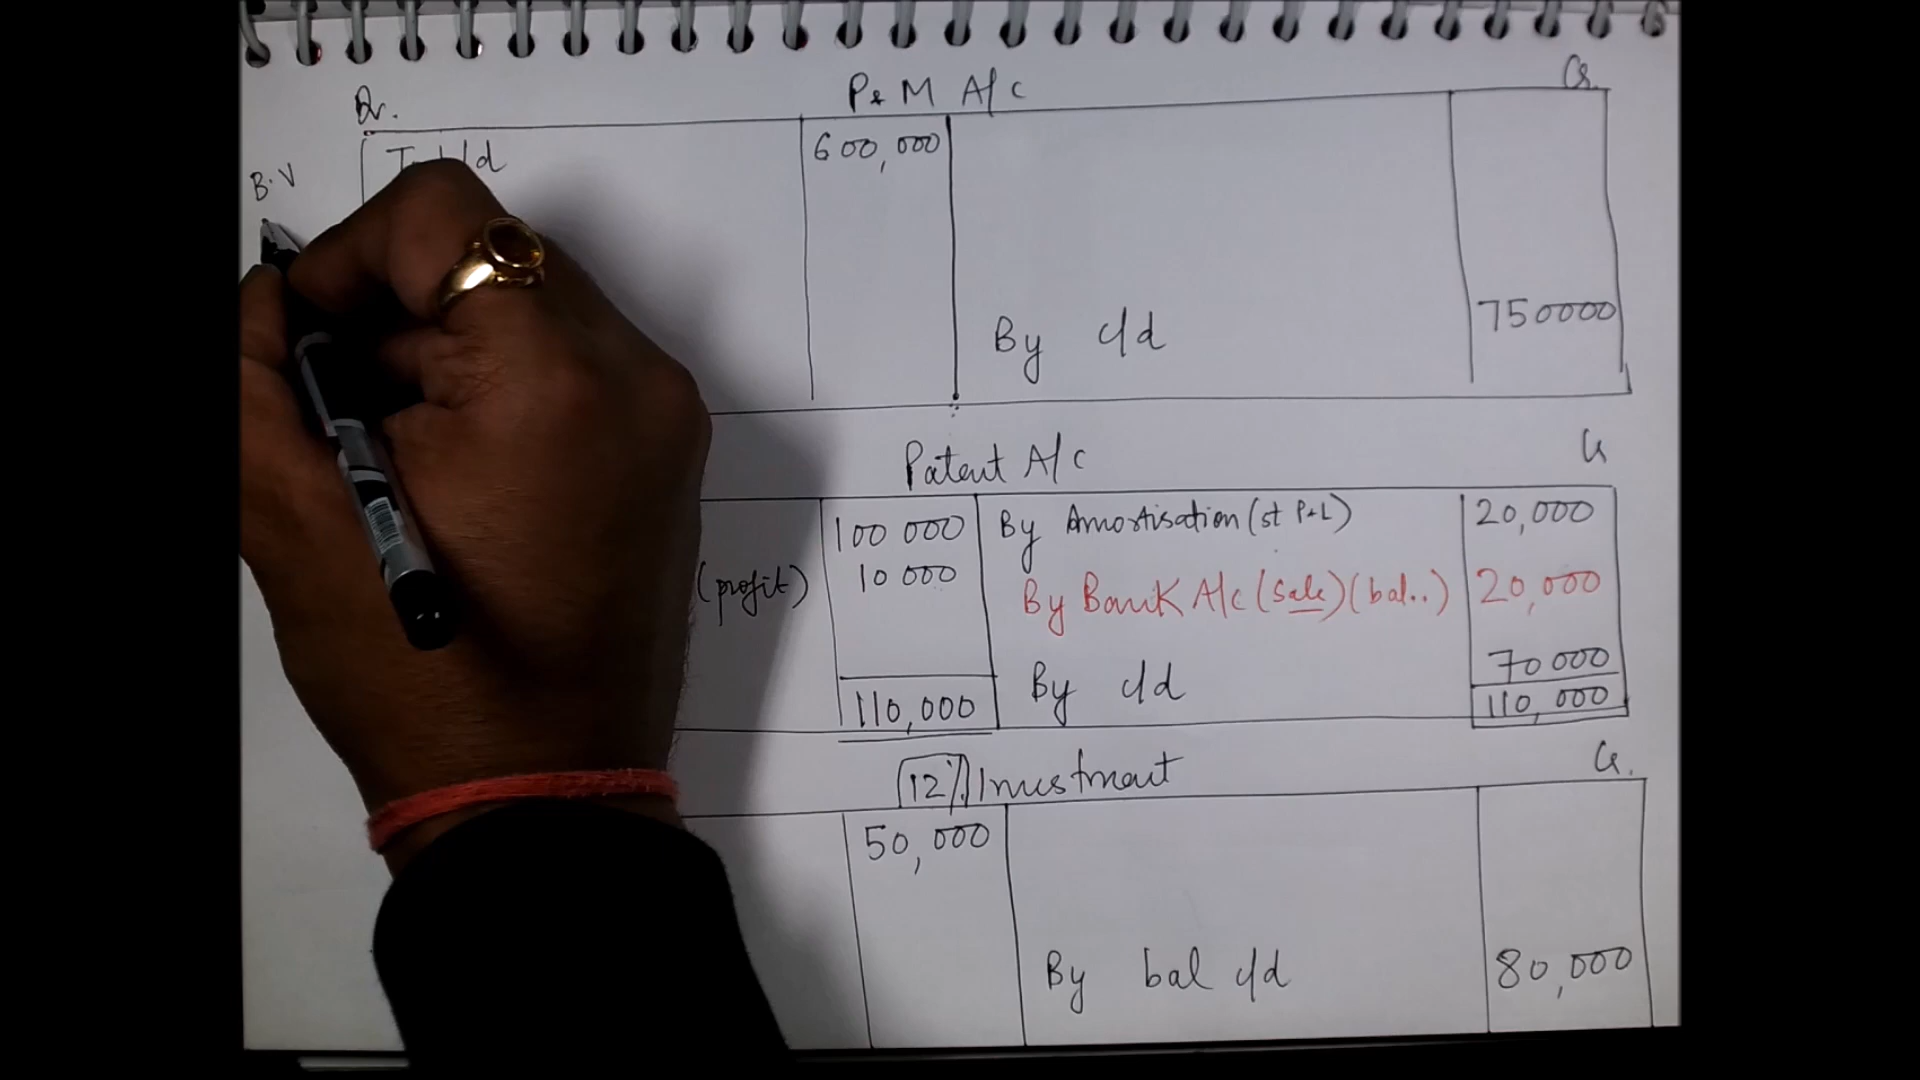 Dr. P & M A/c Cr.
600,000
B.V
By c/d 750000
Patent A/c Cr
100 000 By Amortisation (st P&L) 20,000
(profit) 10 000 By Bank A/c (Sale) (bal..) 20,000
By c/d 70 000
110,000 110,000
12% Investment Cr.
50,000
By bal c/d 80,000